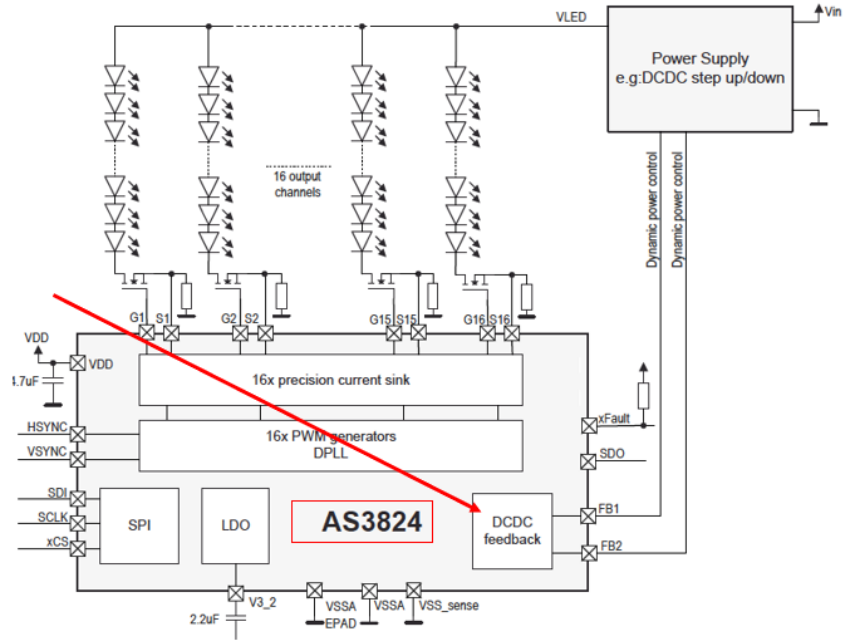 VLED
Vin
Power Supply
e.g:DCDC step up/down
16 output
channels
Dynamic power control
Dynamic power control
G1
S1
G2
S2
G15
S15
G16
S16
VDD
VDD
4.7uF
16x precision current sink
HSYNC
VSYNC
16x PWM generators
DPLL
xFault
SDO
SDI
SCLK
xCS
SPI
LDO
AS3824
DCDC
feedback
FB1
FB2
V3_2
2.2uF
VSSA
EPAD
VSSA
VSS_sense